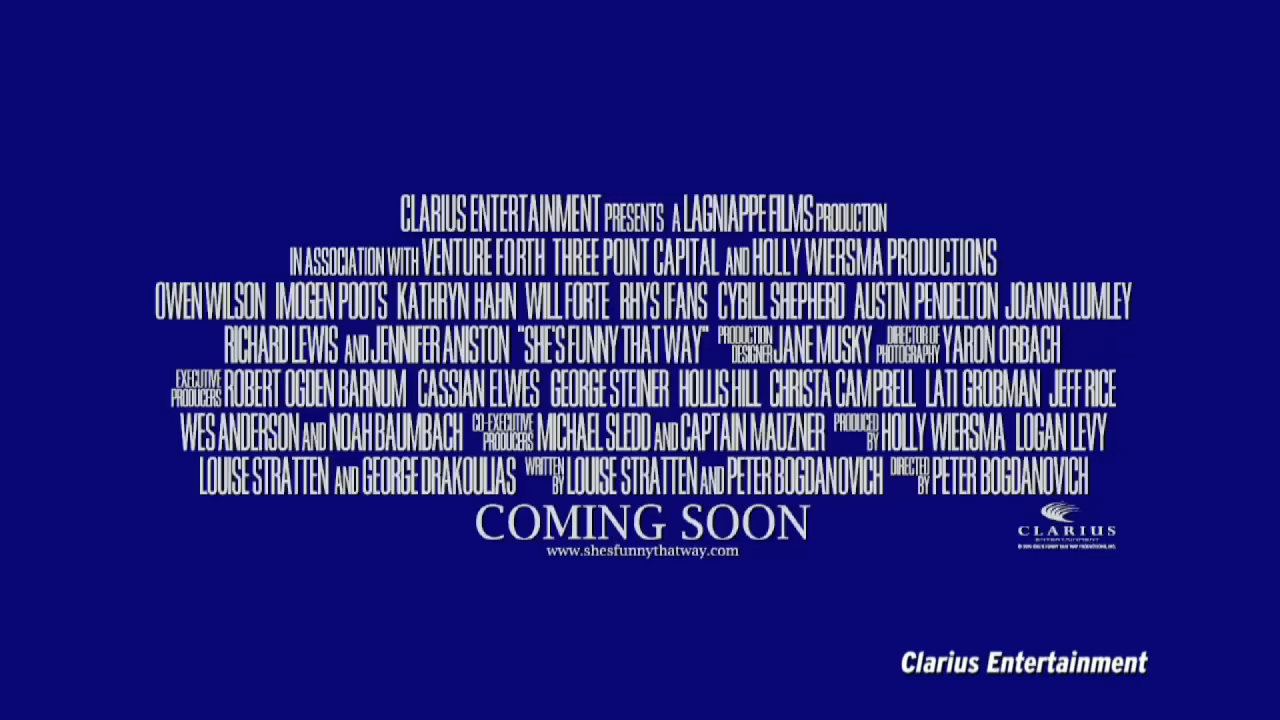 CLARIUS ENTERTAINMENT PRESENTS A LAGNIAPPE FILMS PRODUCTION
IN ASSOCIATION WITH VENTURE FORTH THREE POINT CAPITAL AND HOLLY WIERSMA PRODUCTIONS
OWEN WILSON IMOGEN POOTS KATHRYN HAHN WILL FORTE RHYS IFANS CYBILL SHEPHERD AUSTIN PENDELTON JOANNA LUMLEY
RICHARD LEWIS AND JENNIFER ANISTON "SHE'S FUNNY THAT WAY" PRODUCTION DESIGNER JANE MUSKY DIRECTOR OF PHOTOGRAPHY YARON ORBACH
EXECUTIVE PRODUCERS ROBERT OGDEN BARNUM CASSIAN ELWES GEORGE STEINER HOLLIS HILL CHRISTA CAMPBELL LATI GROBMAN JEFF RICE
WES ANDERSON AND NOAH BAUMBACH CO-EXECUTIVE PRODUCERS MICHAEL SLEDD AND CAPTAIN MAUZNER PRODUCED BY HOLLY WIERSMA LOGAN LEVY
LOUISE STRATTEN AND GEORGE DRAKOULIAS WRITTEN BY LOUISE STRATTEN AND PETER BOGDANOVICH DIRECTED BY PETER BOGDANOVICH
COMING SOON
www.shesfunnythatway.com
CLARIUS
ENTERTAINMENT
Clarius Entertainment